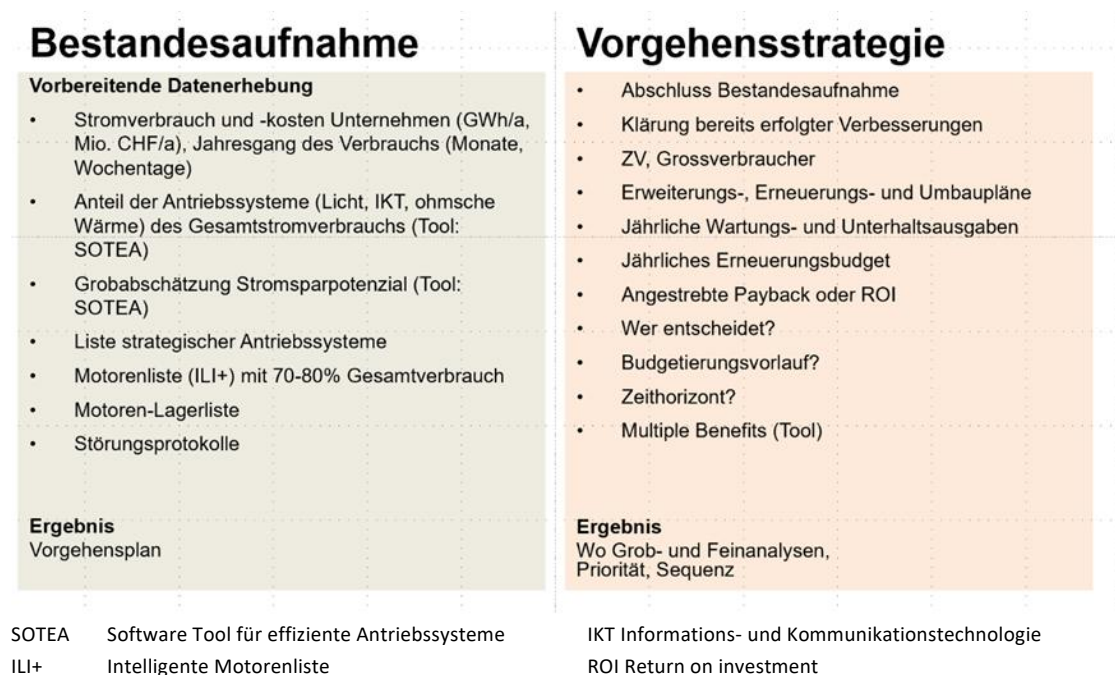 Bestandesaufnahme
Vorbereitende Datenerhebung
• Stromverbrauch und -kosten Unternehmen (GWh/a,
Mio. CHF/a), Jahresgang des Verbrauchs (Monate,
Wochentage)
• Anteil der Antriebssysteme (Licht, IKT, ohmsche
Wärme) des Gesamtstromverbrauchs (Tool:
SOTEA)
• Grobabschätzung Stromsparpotenzial (Tool:
SOTEA)
• Liste strategischer Antriebssysteme
• Motorenliste (ILI+) mit 70-80% Gesamtverbrauch
• Motoren-Lagerliste
• Störungsprotokolle
Ergebnis
Vorgehensplan
Vorgehensstrategie
• Abschluss Bestandesaufnahme
• Klärung bereits erfolgter Verbesserungen
• ZV, Grossverbraucher
• Erweiterungs-, Erneuerungs- und Umbaupläne
• Jährliche Wartungs- und Unterhaltsausgaben
• Jährliches Erneuerungsbudget
• Angestrebte Payback oder ROI
• Wer entscheidet?
• Budgetierungsvorlauf?
• Zeithorizont?
• Multiple Benefits (Tool)
Ergebnis
Wo Grob- und Feinanalysen,
Priorität, Sequenz
SOTEA Software Tool für effiziente Antriebssysteme
IKT Informations- und Kommunikationstechnologie
ILI+ Intelligente Motorenliste
ROI Return on investment